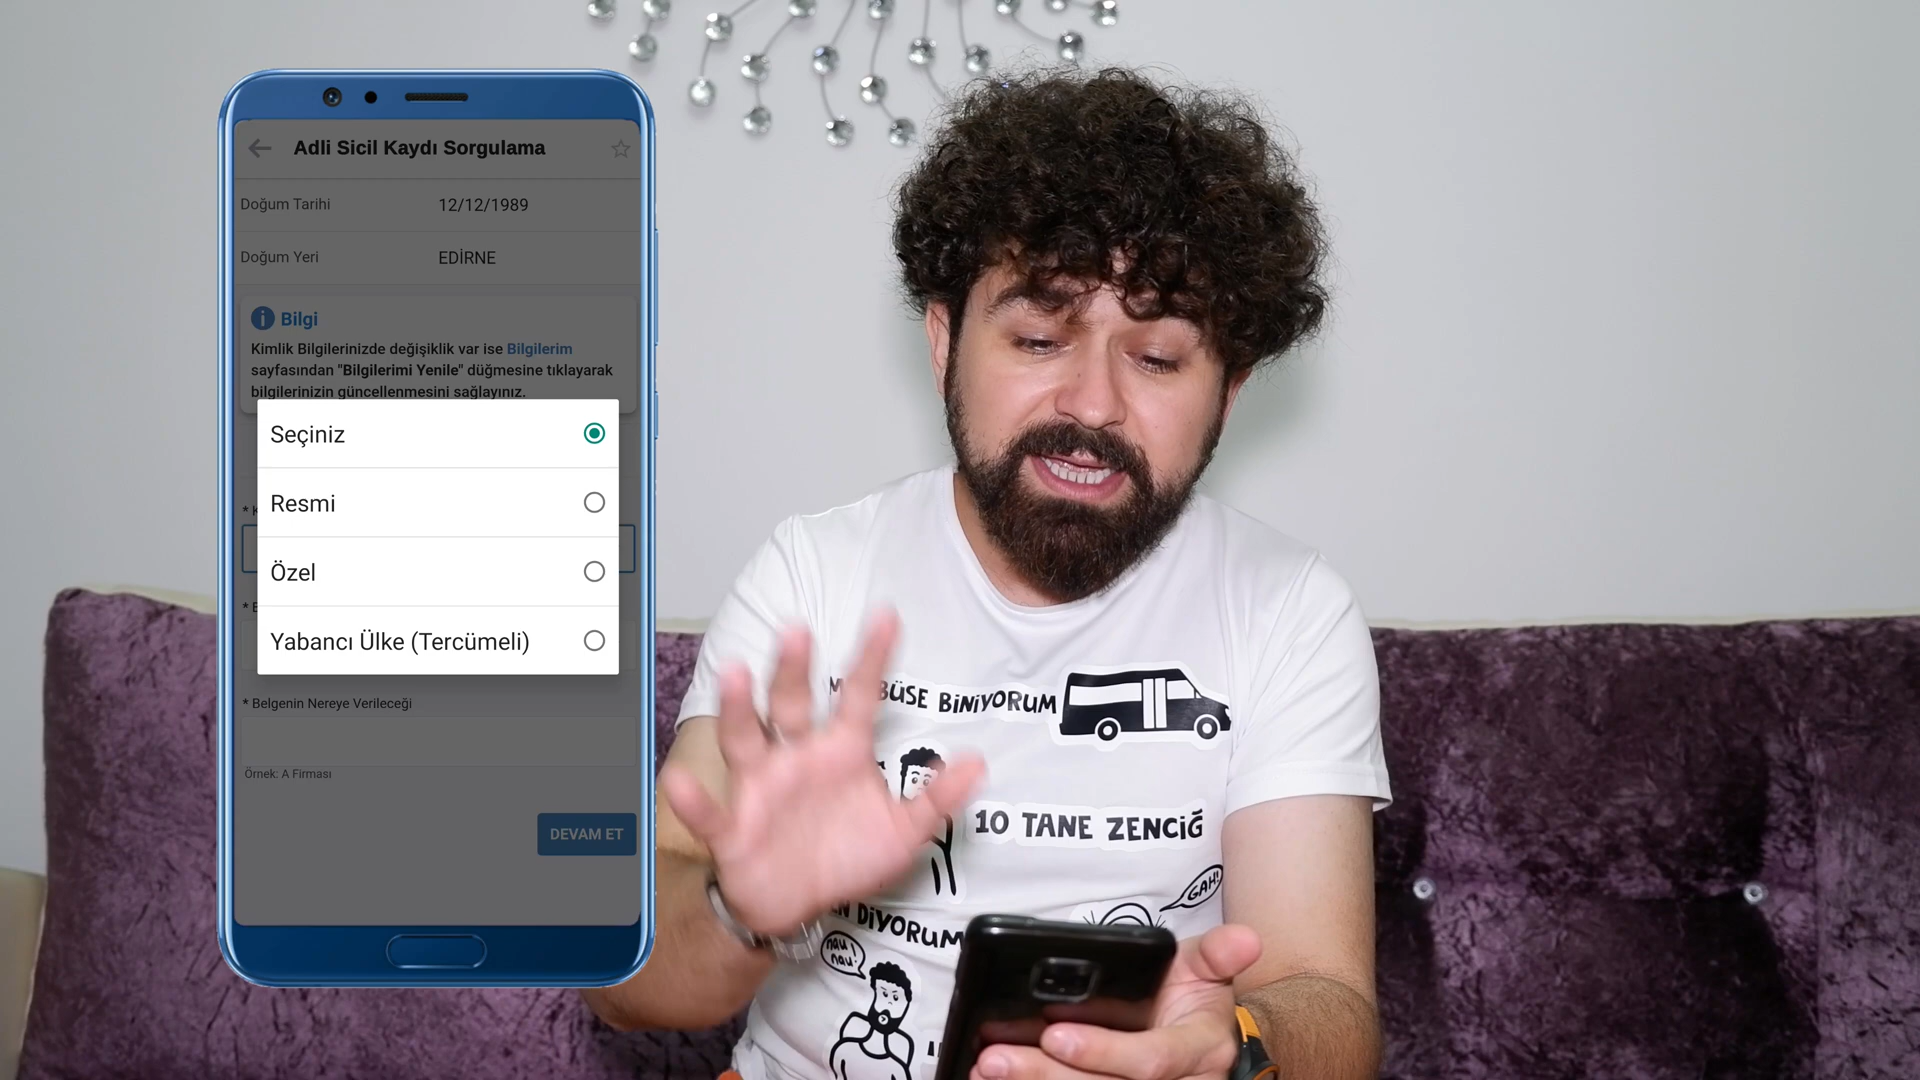 Adli Sicil Kaydı Sorgulama
Doğum Tarihi 12/12/1989
Doğum Yeri EDİRNE
Bilgi
Kimlik Bilgilerinizde değişiklik var ise Bilgilerim
sayfasından "Bilgilerimi Yenile" düğmesine tıklayarak
bilgilerinizin güncellenmesini sağlayınız.
Seçiniz
Resmi
Özel
Yabancı Ülke (Tercümeli)
* Belgenin Nereye Verileceği
Örnek: A Firması
DEVAM ET
BİNİYORUM
10 TANE ZENCİĞ
GAH!
DİYORUM
nau!
nau!